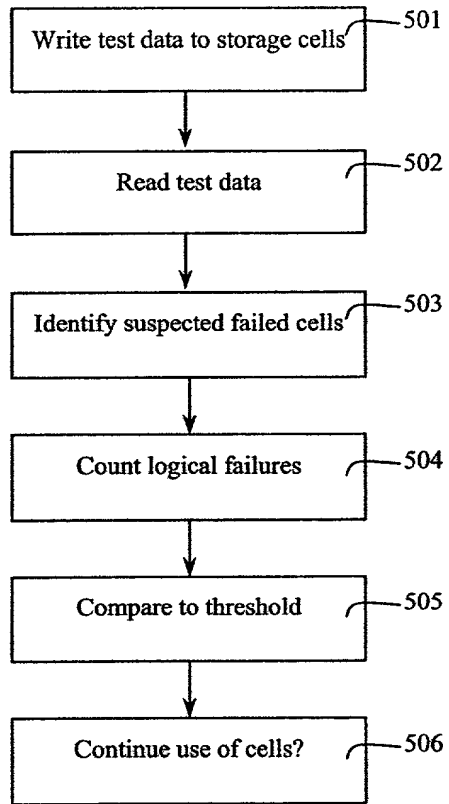 501
Write test data to storage cells
502
Read test data
503
Identify suspected failed cells
504
Count logical failures
505
Compare to threshold
506
Continue use of cells?